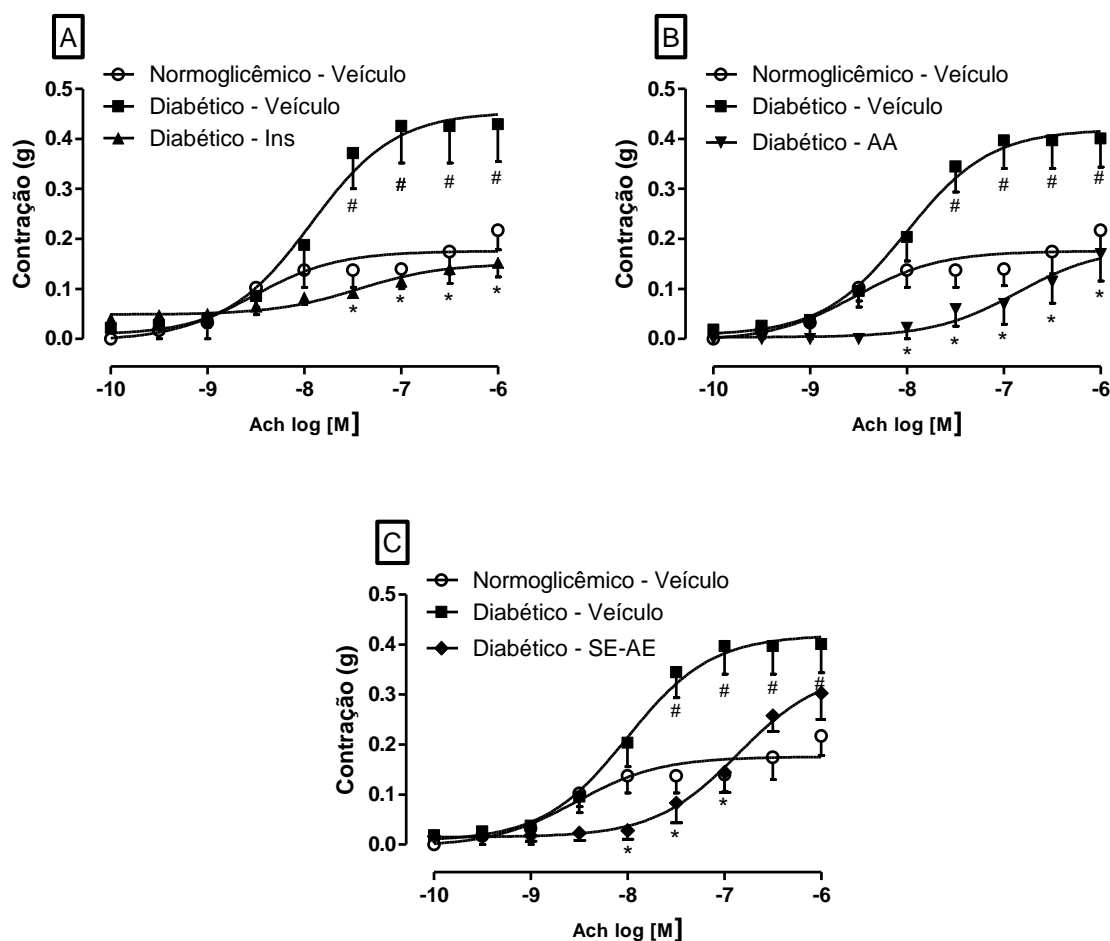 A
Normoglicêmico - Veículo
Diabético - Veículo
Diabético - Ins
Contração (g)
0.5
0.4
0.3
0.2
0.1
0.0
# # # #
* * * *
-10 -9 -8 -7 -6
Ach log [M]
B
Normoglicêmico - Veículo
Diabético - Veículo
Diabético - AA
Contração (g)
0.5
0.4
0.3
0.2
0.1
0.0
# # # #
* * * * *
-10 -9 -8 -7 -6
Ach log [M]
C
Normoglicêmico - Veículo
Diabético - Veículo
Diabético - SE-AE
Contração (g)
0.5
0.4
0.3
0.2
0.1
0.0
# # # #
* * *
-10 -9 -8 -7 -6
Ach log [M]